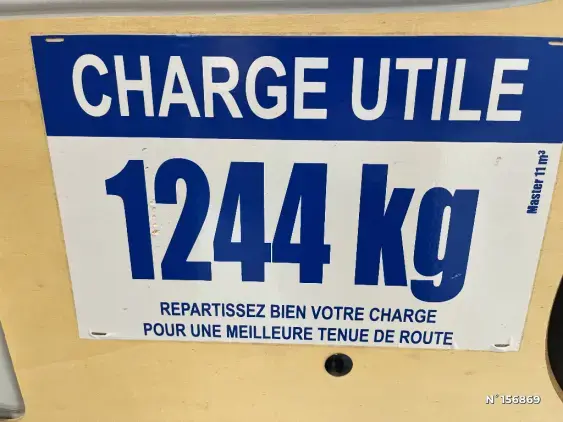 CHARGE UTILE
1244 kg
Master 11 m³
REPARTISSEZ BIEN VOTRE CHARGE
POUR UNE MEILLEURE TENUE DE ROUTE
N°156869